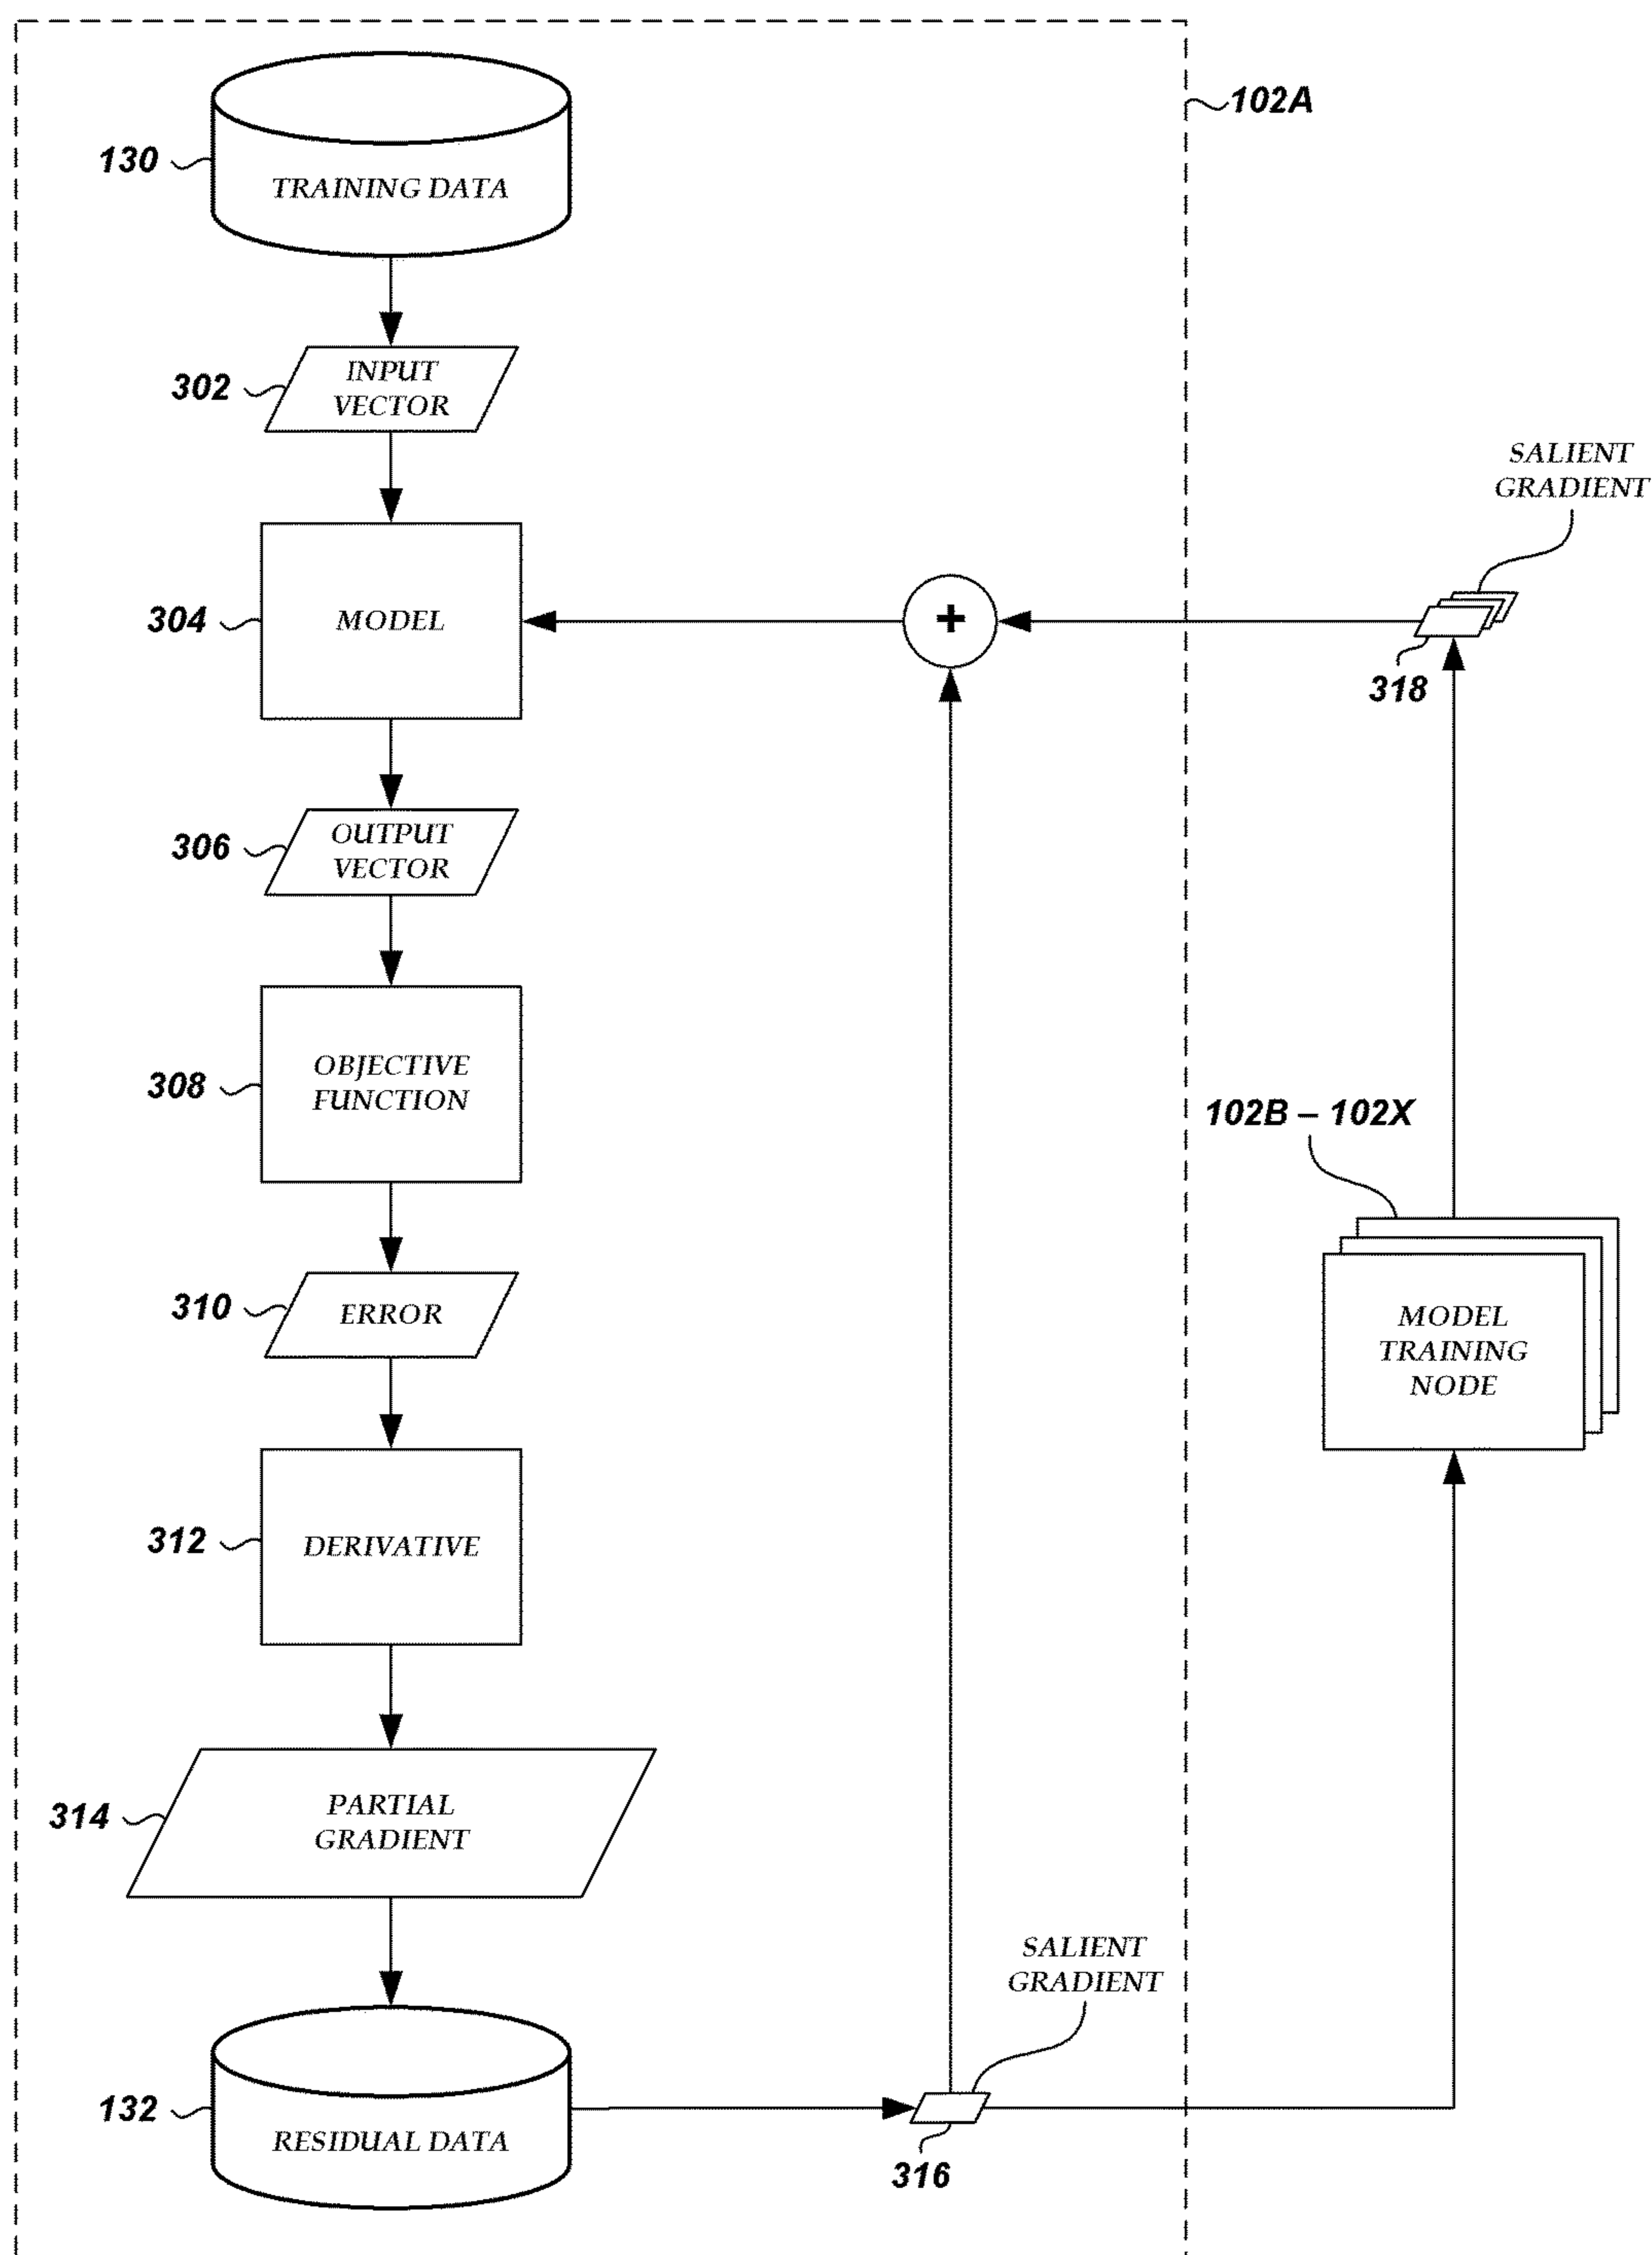 102A
130
TRAINING DATA
302
INPUT
VECTOR
SALIENT
GRADIENT
304
MODEL
+
318
306
OUTPUT
VECTOR
308
OBJECTIVE
FUNCTION
102B – 102X
310
ERROR
MODEL
TRAINING
NODE
312
DERIVATIVE
314
PARTIAL
GRADIENT
SALIENT
GRADIENT
132
RESIDUAL DATA
316